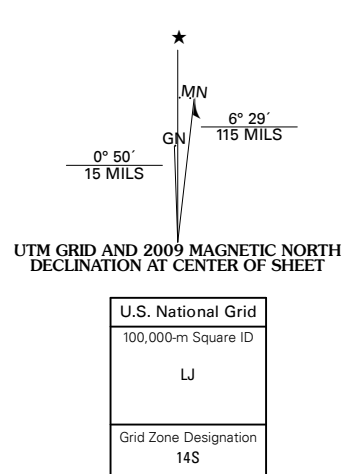 MN
6° 29´
115 MILS
GN
0° 50´
15 MILS
UTM GRID AND 2009 MAGNETIC NORTH
DECLINATION AT CENTER OF SHEET
U.S. National Grid
100,000-m Square ID
LJ
Grid Zone Designation
14S